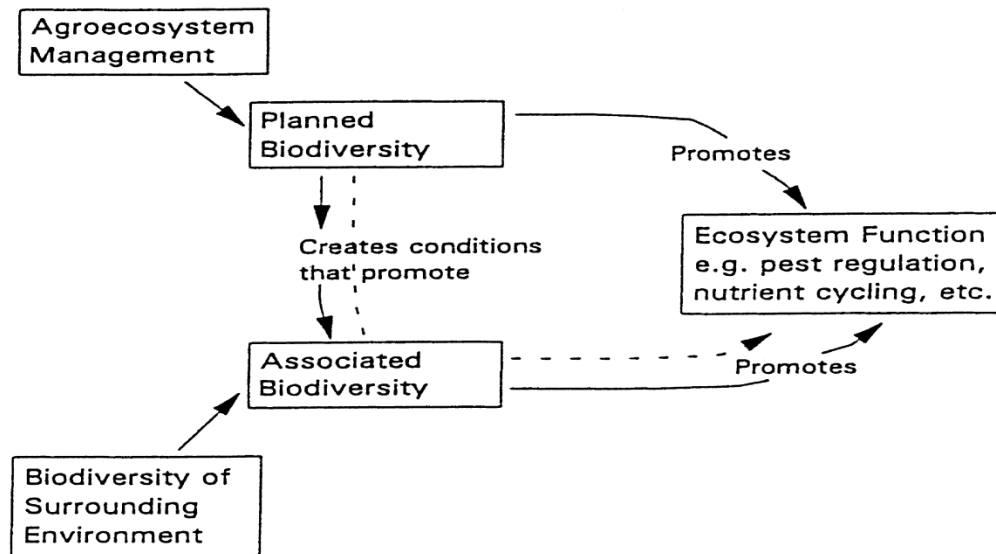 Agroecosystem
Management
Planned
Biodiversity
Promotes
Creates conditions
that promote
Ecosystem Function
e.g. pest regulation,
nutrient cycling, etc.
Associated
Biodiversity
Promotes
Biodiversity of
Surrounding
Environment